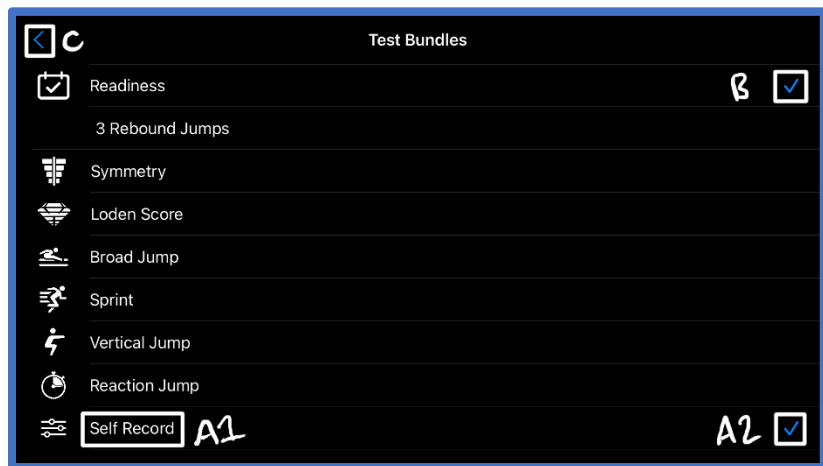 C Test Bundles
Readiness B
3 Rebound Jumps
Symmetry
Loden Score
Broad Jump
Sprint
Vertical Jump
Reaction Jump
Self Record A1 A2